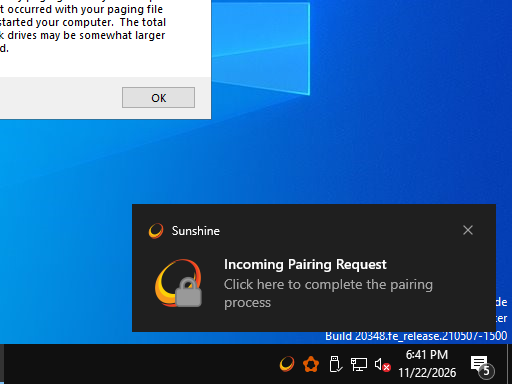 t occurred with your paging file
started your computer. The total
drives may be somewhat larger
OK
Sunshine
Incoming Pairing Request
Click here to complete the pairing
process
Build 20348.fe_release.210507-1500
6:41 PM
11/22/2026
5